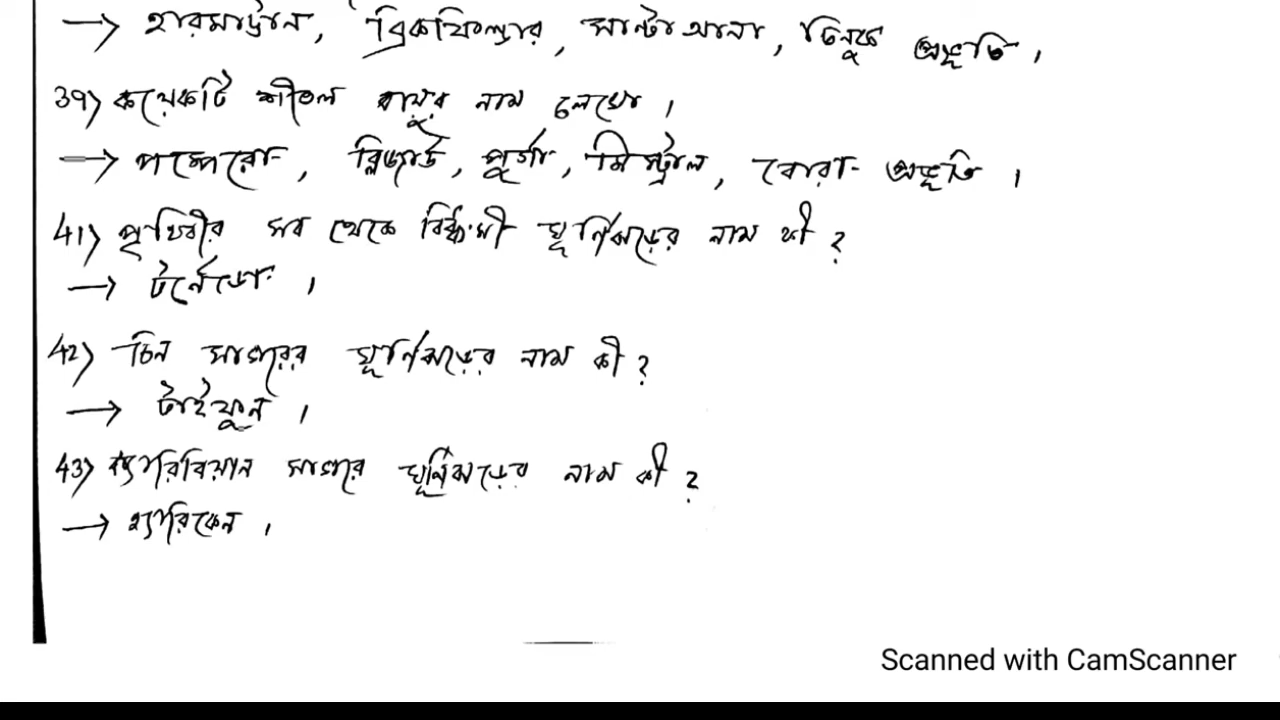 → হারমাট্টান, ব্রিকফিল্ডার, সান্টা আনা, চিনুক প্রভৃতি ।
39) কয়েকটি শীতল বায়ুর নাম লেখো ।
→ পম্পেরো, ব্লিজার্ড, পুর্গা, মিস্ট্রাল, বোরা প্রভৃতি ।
41) পৃথিবীর সব থেকে বিধ্বংসী ঘূর্ণিঝড়ের নাম কী ?
→ টর্নেডো ।
42) চিন সাগরের ঘূর্ণিঝড়ের নাম কী ?
→ টাইফুন ।
43) ক্যারিবিয়ান সাগরে ঘূর্ণিঝড়ের নাম কী ?
→ হ্যারিকেন ।
Scanned with CamScanner